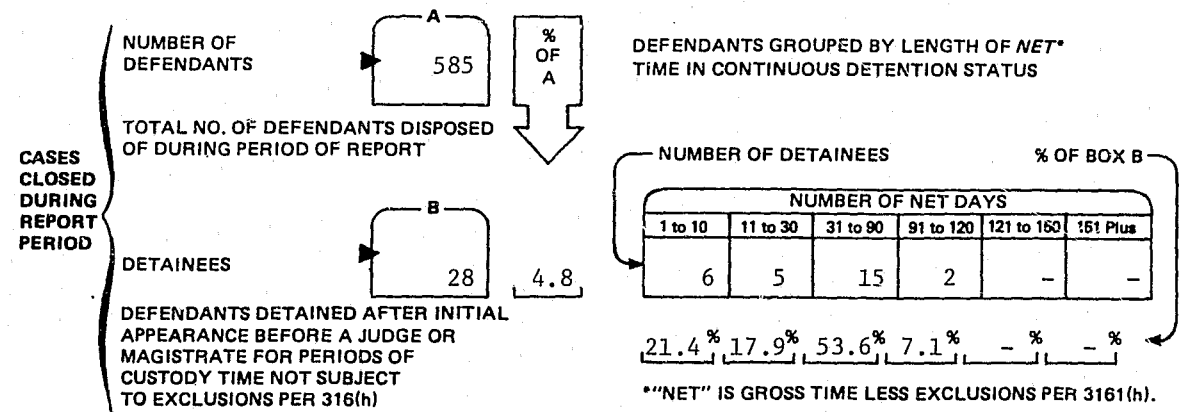 A
NUMBER OF
DEFENDANTS
585
%
OF
A
TOTAL NO. OF DEFENDANTS DISPOSED
OF DURING PERIOD OF REPORT
CASES
CLOSED
DURING
REPORT
PERIOD
B
DETAINEES
28
4.8
DEFENDANTS DETAINED AFTER INITIAL
APPEARANCE BEFORE A JUDGE OR
MAGISTRATE FOR PERIODS OF
CUSTODY TIME NOT SUBJECT
TO EXCLUSIONS PER 316(h)
DEFENDANTS GROUPED BY LENGTH OF NET*
TIME IN CONTINUOUS DETENTION STATUS
NUMBER OF DETAINEES % OF BOX B
NUMBER OF NET DAYS
1 to 10 11 to 30 31 to 90 91 to 120 121 to 160 161 Plus
6 5 15 2 – –
21.4% 17.9% 53.6% 7.1% – % – %
*"NET" IS GROSS TIME LESS EXCLUSIONS PER 3161(h).